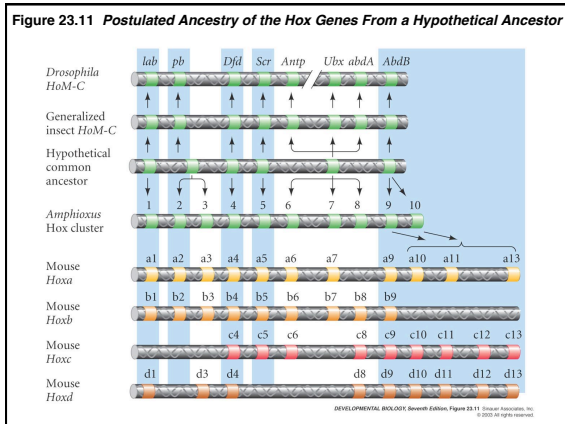 Figure 23.11 Postulated Ancestry of the Hox Genes From a Hypothetical Ancestor
lab pb Dfd Scr Antp Ubx abdA AbdB
Drosophila
HoM-C
Generalized
insect HoM-C
Hypothetical
common
ancestor
1 2 3 4 5 6 7 8 9 10
Amphioxus
Hox cluster
a1 a2 a3 a4 a5 a6 a7 a9 a10 a11 a13
Mouse
Hoxa
b1 b2 b3 b4 b5 b6 b7 b8 b9
Mouse
Hoxb
c4 c5 c6 c8 c9 c10 c11 c12 c13
Mouse
Hoxc
d1 d3 d4 d8 d9 d10 d11 d12 d13
Mouse
Hoxd
DEVELOPMENTAL BIOLOGY, Seventh Edition, Figure 23.11 Sinauer Associates, Inc.
© 2003 All rights reserved.